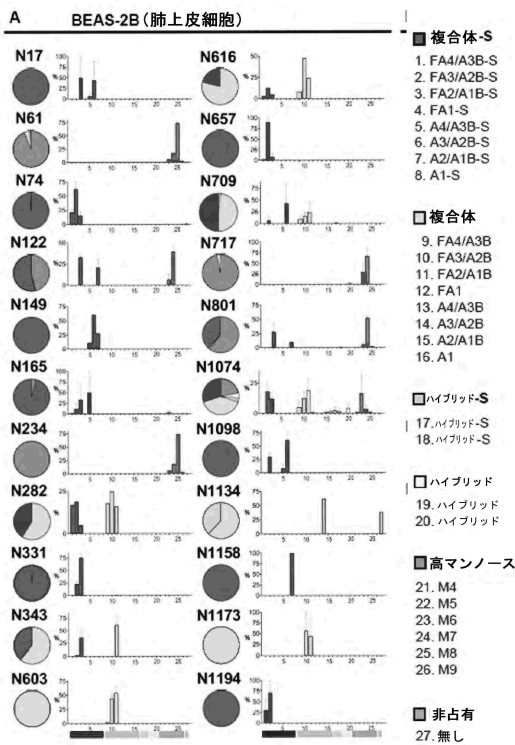 A BEAS-2B（肺上皮細胞）
N17
N61
N74
N122
N149
N165
N234
N282
N331
N343
N603
N616
N657
N709
N717
N801
N1074
N1098
N1134
N1158
N1173
N1194
複合体-S
1. FA4/A3B-S
2. FA3/A2B-S
3. FA2/A1B-S
4. FA1-S
5. A4/A3B-S
6. A3/A2B-S
7. A2/A1B-S
8. A1-S
複合体
9. FA4/A3B
10. FA3/A2B
11. FA2/A1B
12. FA1
13. A4/A3B
14. A3/A2B
15. A2/A1B
16. A1
ハイブリッド-S
17. ハイブリッド-S
18. ハイブリッド-S
ハイブリッド
19. ハイブリッド
20. ハイブリッド
高マンノース
21. M4
22. M5
23. M6
24. M7
25. M8
26. M9
非占有
27. 無し